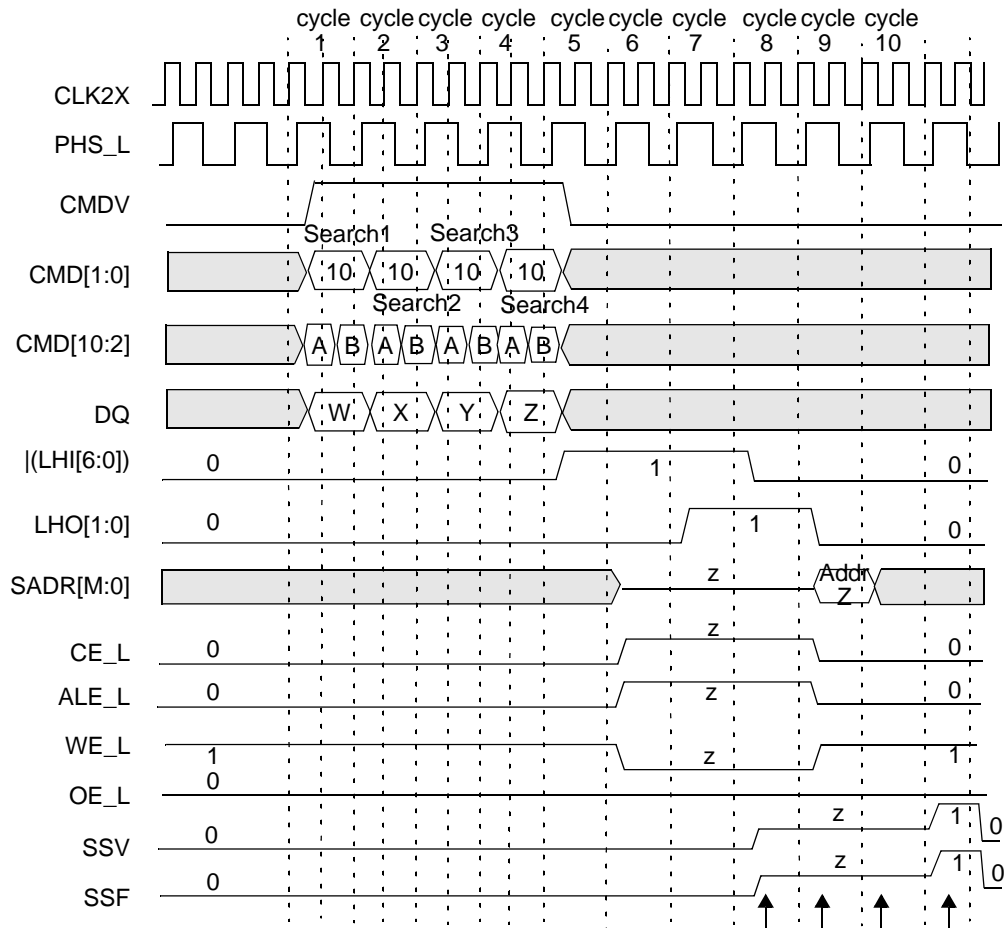 cycle cycle cycle cycle cycle cycle cycle cycle cycle cycle
1 2 3 4 5 6 7 8 9 10
CLK2X
PHS_L
CMDV
Search1 Search3
CMD[1:0] 10 10 10 10
Search2 Search4
CMD[10:2] A B A B A B A B
DQ W X Y Z
|(LHI[6:0]) 0 1 0
LHO[1:0] 0 1 0
SADR[M:0] z Addr
Z
CE_L 0 z 0
ALE_L 0 z 0
WE_L 1 z 1
OE_L 0
SSV 0 z 1 0
SSF 0 z 1 0